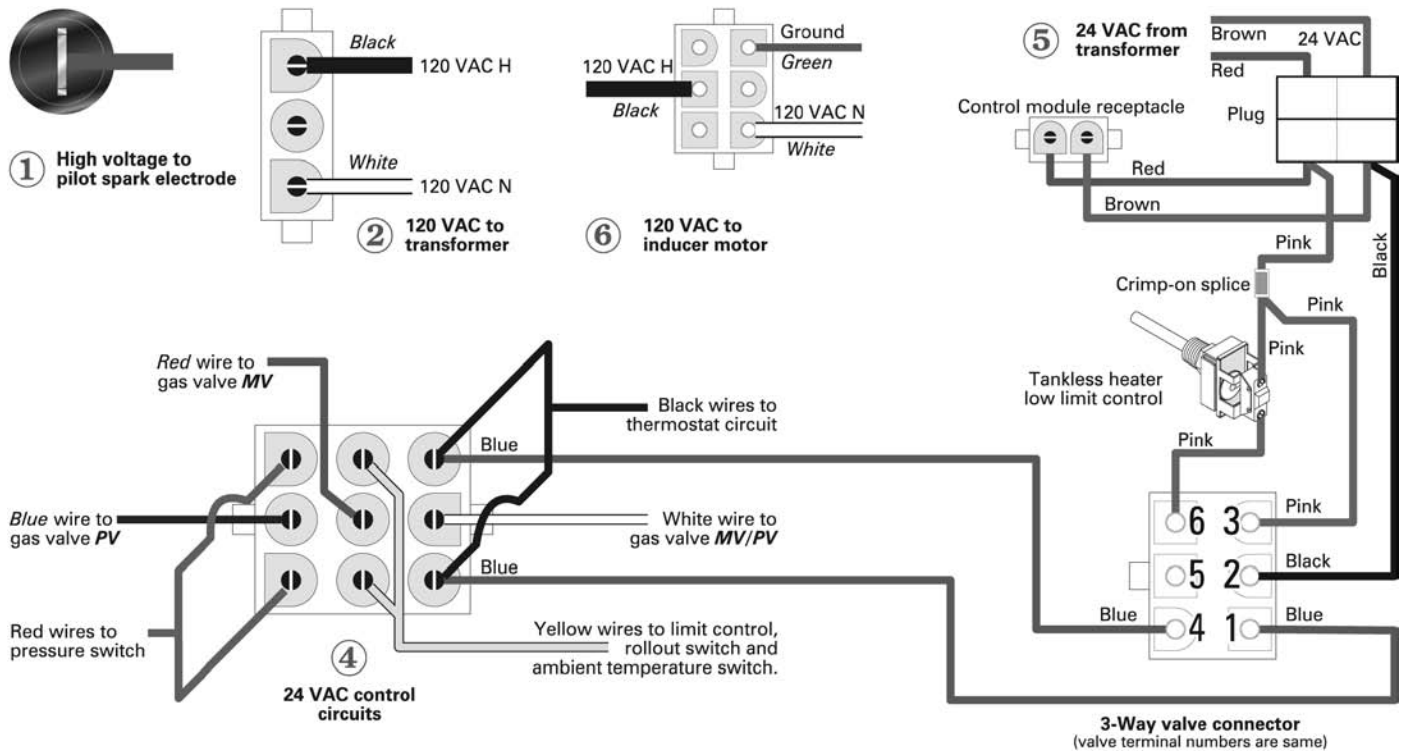 1
High voltage to
pilot spark electrode
Black
120 VAC H
White
120 VAC N
2
120 VAC to
transformer
Ground
Green
120 VAC H
Black
120 VAC N
White
6
120 VAC to
inducer motor
5
24 VAC from
transformer
Brown
24 VAC
Red
Control module receptacle
Plug
Red
Brown
Pink
Black
Crimp-on splice
Pink
Pink
Tankless heater
low limit control
Pink
Red wire to
gas valve MV
Black wires to
thermostat circuit
Blue
Blue wire to
gas valve PV
White wire to
gas valve MV/PV
Blue
Red wires to
pressure switch
Yellow wires to limit control,
rollout switch and
ambient temperature switch.
4
24 VAC control
circuits
6 3
Pink
5 2
Black
Blue
4 1
Blue
3-Way valve connector
(valve terminal numbers are same)